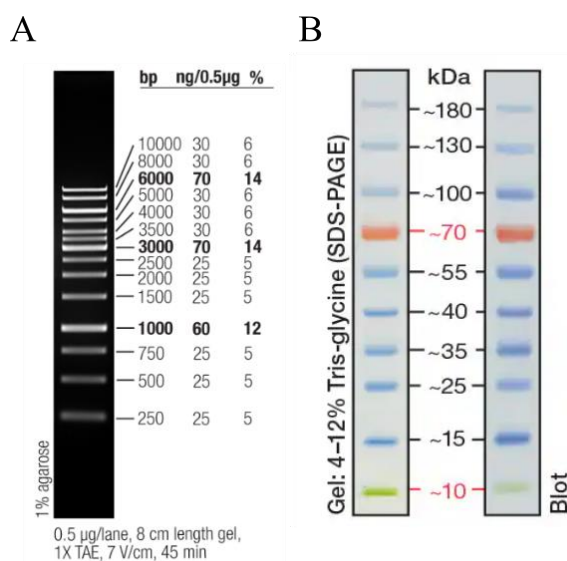 A
B
bp ng/0.5µg %
10000 30 6
8000 30 6
6000 70 14
5000 30 6
4000 30 6
3500 30 6
3000 70 14
2500 25 5
2000 25 5
1500 25 5
1000 60 12
750 25 5
500 25 5
250 25 5
1% agarose
0.5 µg/lane, 8 cm length gel,
1X TAE, 7 V/cm, 45 min
kDa
~180
~130
~100
~70
~55
~40
~35
~25
~15
~10
Gel: 4–12% Tris-glycine (SDS-PAGE)
Blot